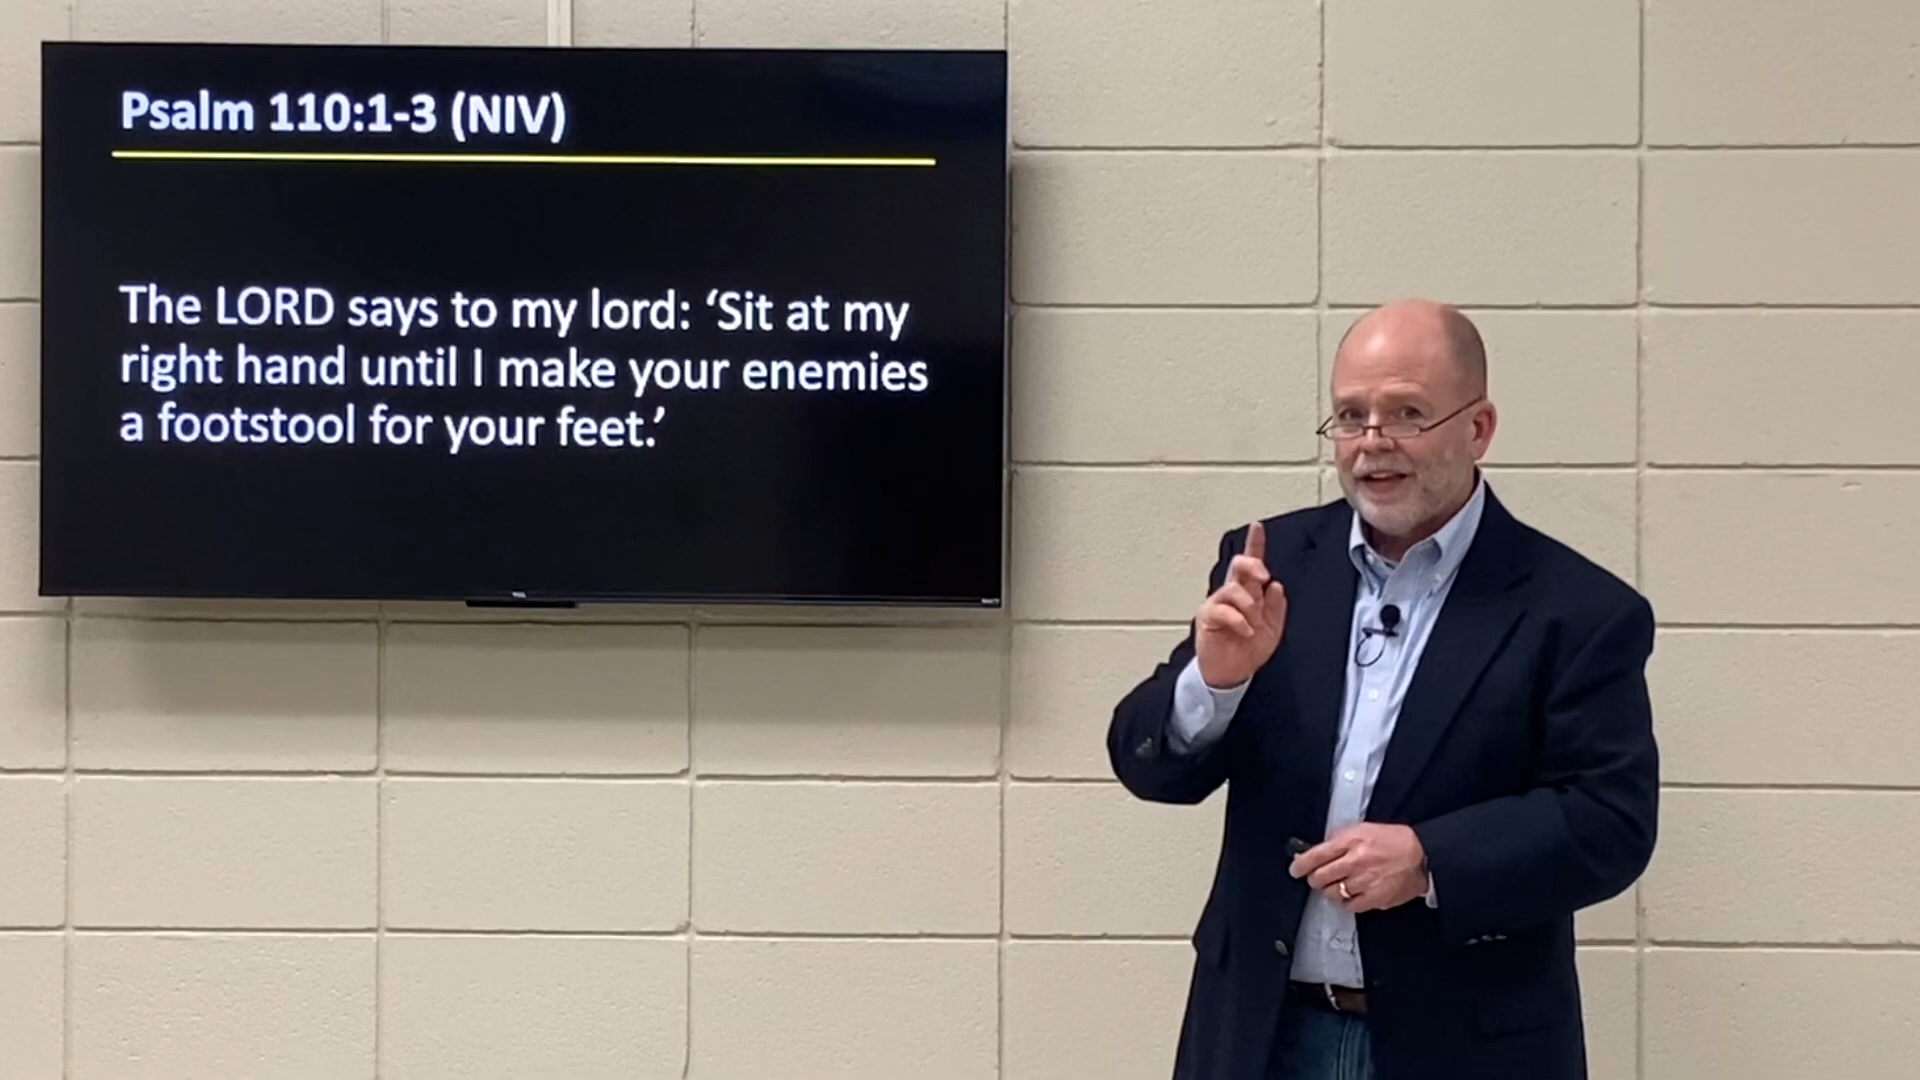 Psalm 110:1-3 (NIV)
The LORD says to my lord: ‘Sit at my
right hand until I make your enemies
a footstool for your feet.’
TCL